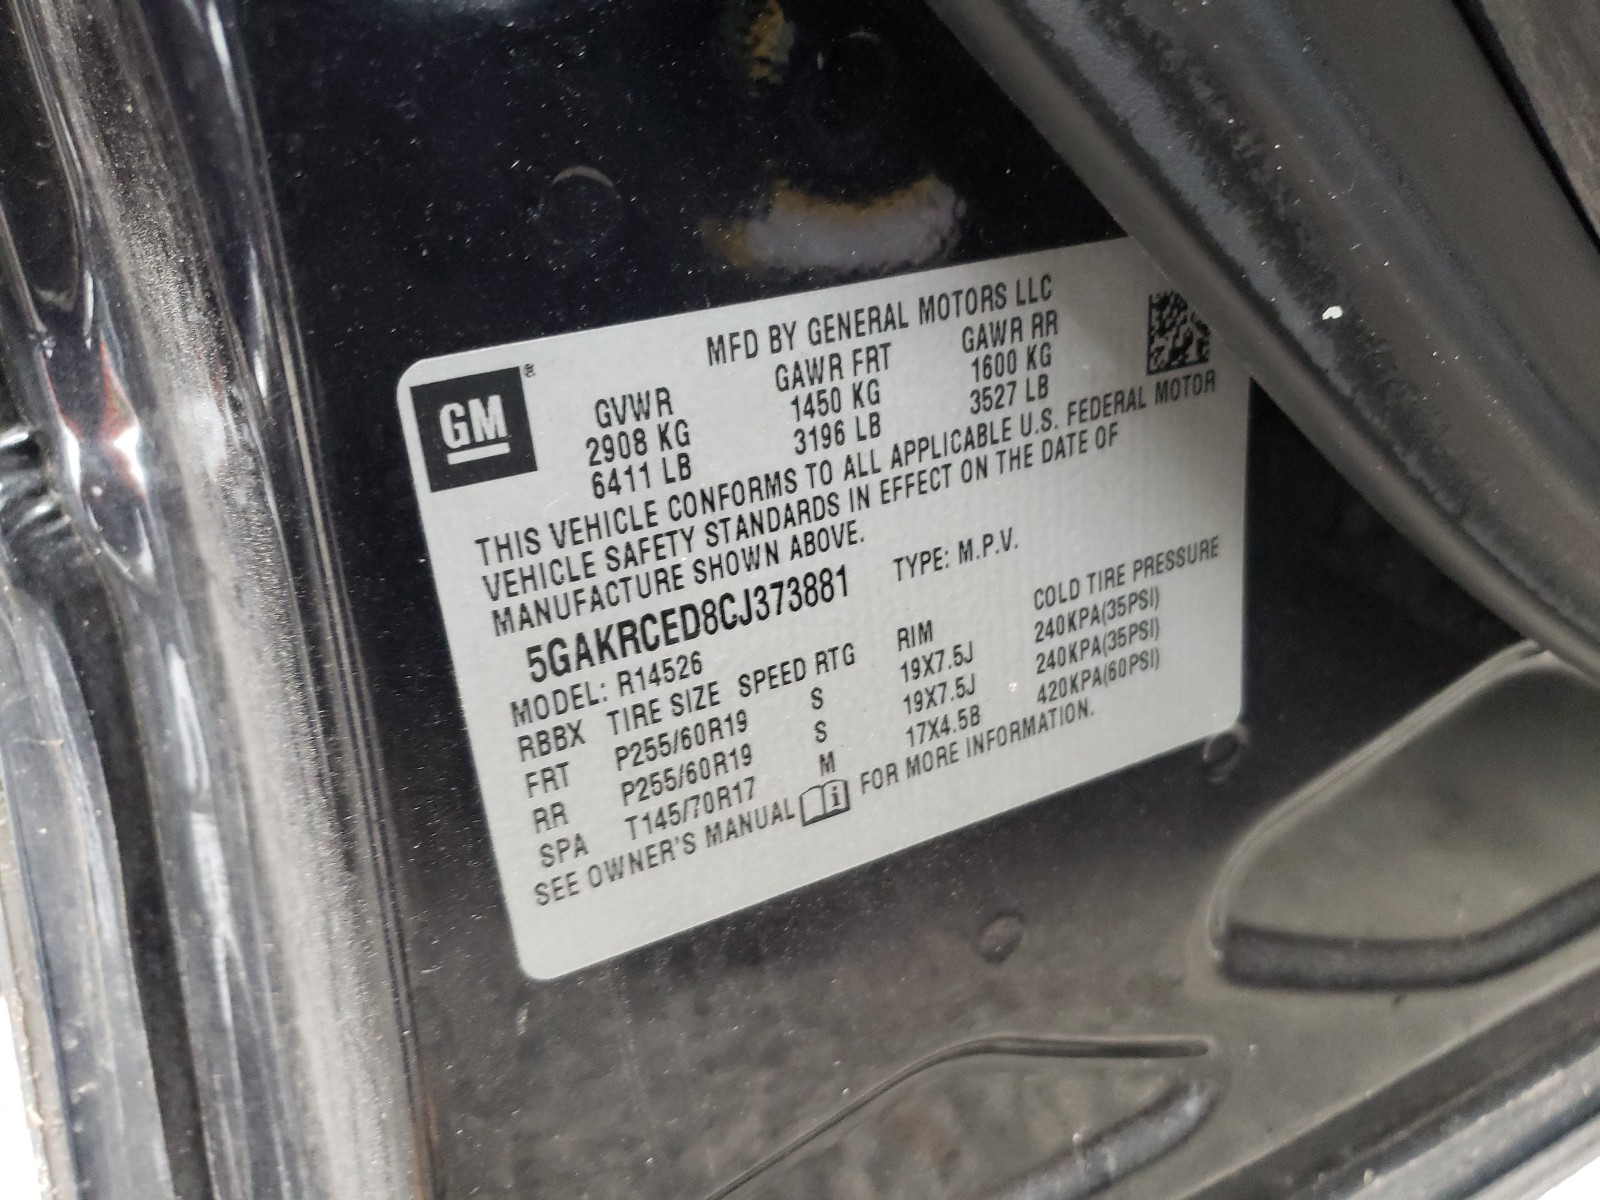 MFD BY GENERAL MOTORS LLC
GM®
GVWR GAWR FRT GAWR RR
2908 KG 1450 KG 1600 KG
6411 LB 3196 LB 3527 LB
THIS VEHICLE CONFORMS TO ALL APPLICABLE U.S. FEDERAL MOTOR
VEHICLE SAFETY STANDARDS IN EFFECT ON THE DATE OF
MANUFACTURE SHOWN ABOVE.
5GAKRCED8CJ373881 TYPE: M.P.V.
MODEL: R14526
RBBX TIRE SIZE SPEED RTG RIM COLD TIRE PRESSURE
FRT P255/60R19 S 19X7.5J 240KPA(35PSI)
RR P255/60R19 S 19X7.5J 240KPA(35PSI)
SPA T145/70R17 M 17X4.5B 420KPA(60PSI)
SEE OWNER'S MANUAL i FOR MORE INFORMATION.